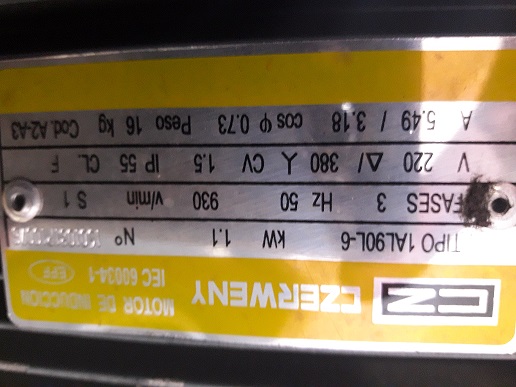 CZ CZERWENY MOTOR DE INDUCCION
IEC 60034-1 EFF
TIPO 1AL90L-6 kW 1.1 Nº
FASES 3 Hz 50 930 v/min S 1
V 220 Δ/ 380 ⅄ CV 1.5 IP 55 CL. F
A 5.49 / 3.18 cos φ 0.73 Peso 16 kg Cod. A2-A3